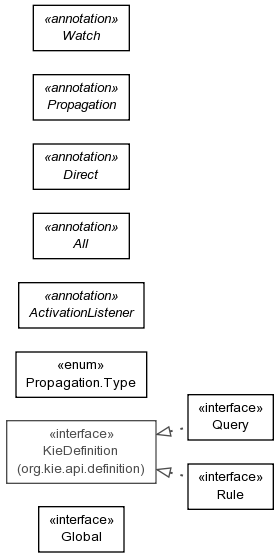 «annotation»
Watch
«annotation»
Propagation
«annotation»
Direct
«annotation»
All
«annotation»
ActivationListener
«enum»
Propagation.Type
«interface»
KieDefinition
(org.kie.api.definition)
«interface»
Query
«interface»
Rule
«interface»
Global